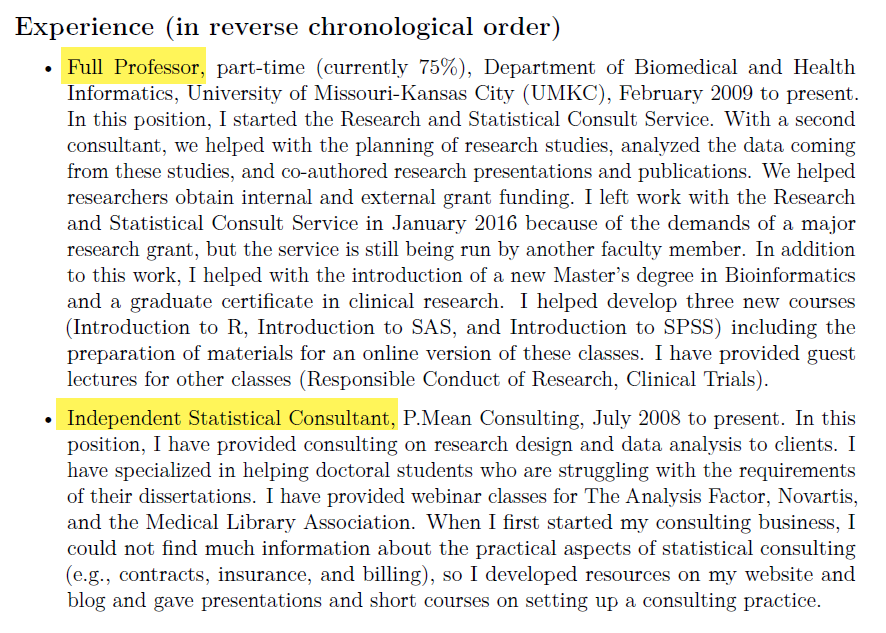 Experience (in reverse chronological order)
• Full Professor, part-time (currently 75%), Department of Biomedical and Health
Informatics, University of Missouri-Kansas City (UMKC), February 2009 to present.
In this position, I started the Research and Statistical Consult Service. With a second
consultant, we helped with the planning of research studies, analyzed the data coming
from these studies, and co-authored research presentations and publications. We helped
researchers obtain internal and external grant funding. I left work with the Research
and Statistical Consult Service in January 2016 because of the demands of a major
research grant, but the service is still being run by another faculty member. In addition
to this work, I helped with the introduction of a new Master's degree in Bioinformatics
and a graduate certificate in clinical research. I helped develop three new courses
(Introduction to R, Introduction to SAS, and Introduction to SPSS) including the
preparation of materials for an online version of these classes. I have provided guest
lectures for other classes (Responsible Conduct of Research, Clinical Trials).
• Independent Statistical Consultant, P.Mean Consulting, July 2008 to present. In this
position, I have provided consulting on research design and data analysis to clients. I
have specialized in helping doctoral students who are struggling with the requirements
of their dissertations. I have provided webinar classes for The Analysis Factor, Novartis,
and the Medical Library Association. When I first started my consulting business, I
could not find much information about the practical aspects of statistical consulting
(e.g., contracts, insurance, and billing), so I developed resources on my website and
blog and gave presentations and short courses on setting up a consulting practice.